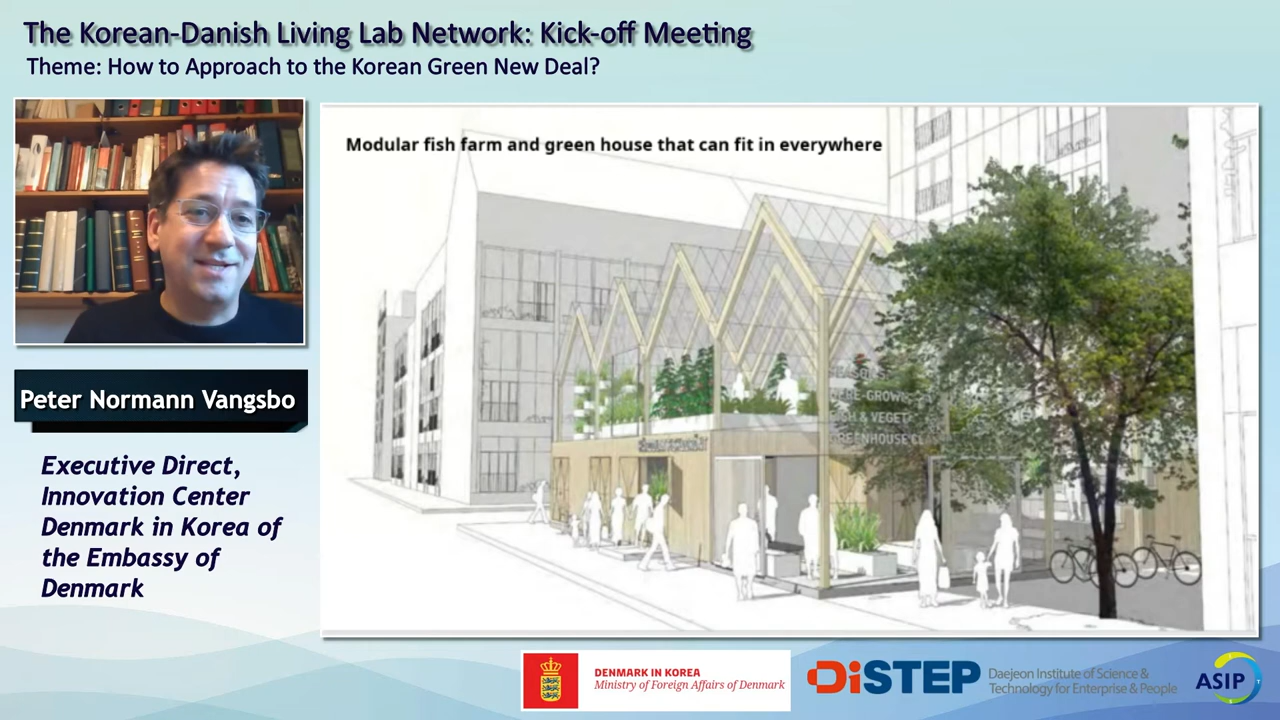 The Korean-Danish Living Lab Network: Kick-off Meeting
Theme: How to Approach to the Korean Green New Deal?
Modular fish farm and green house that can fit in everywhere
Peter Normann Vangsbo
Executive Direct,
Innovation Center
Denmark in Korea of
the Embassy of
Denmark
DENMARK IN KOREA
Ministry of Foreign Affairs of Denmark
DiSTEP
Daejeon Institute of Science &
Technology for Enterprise & People
ASIP